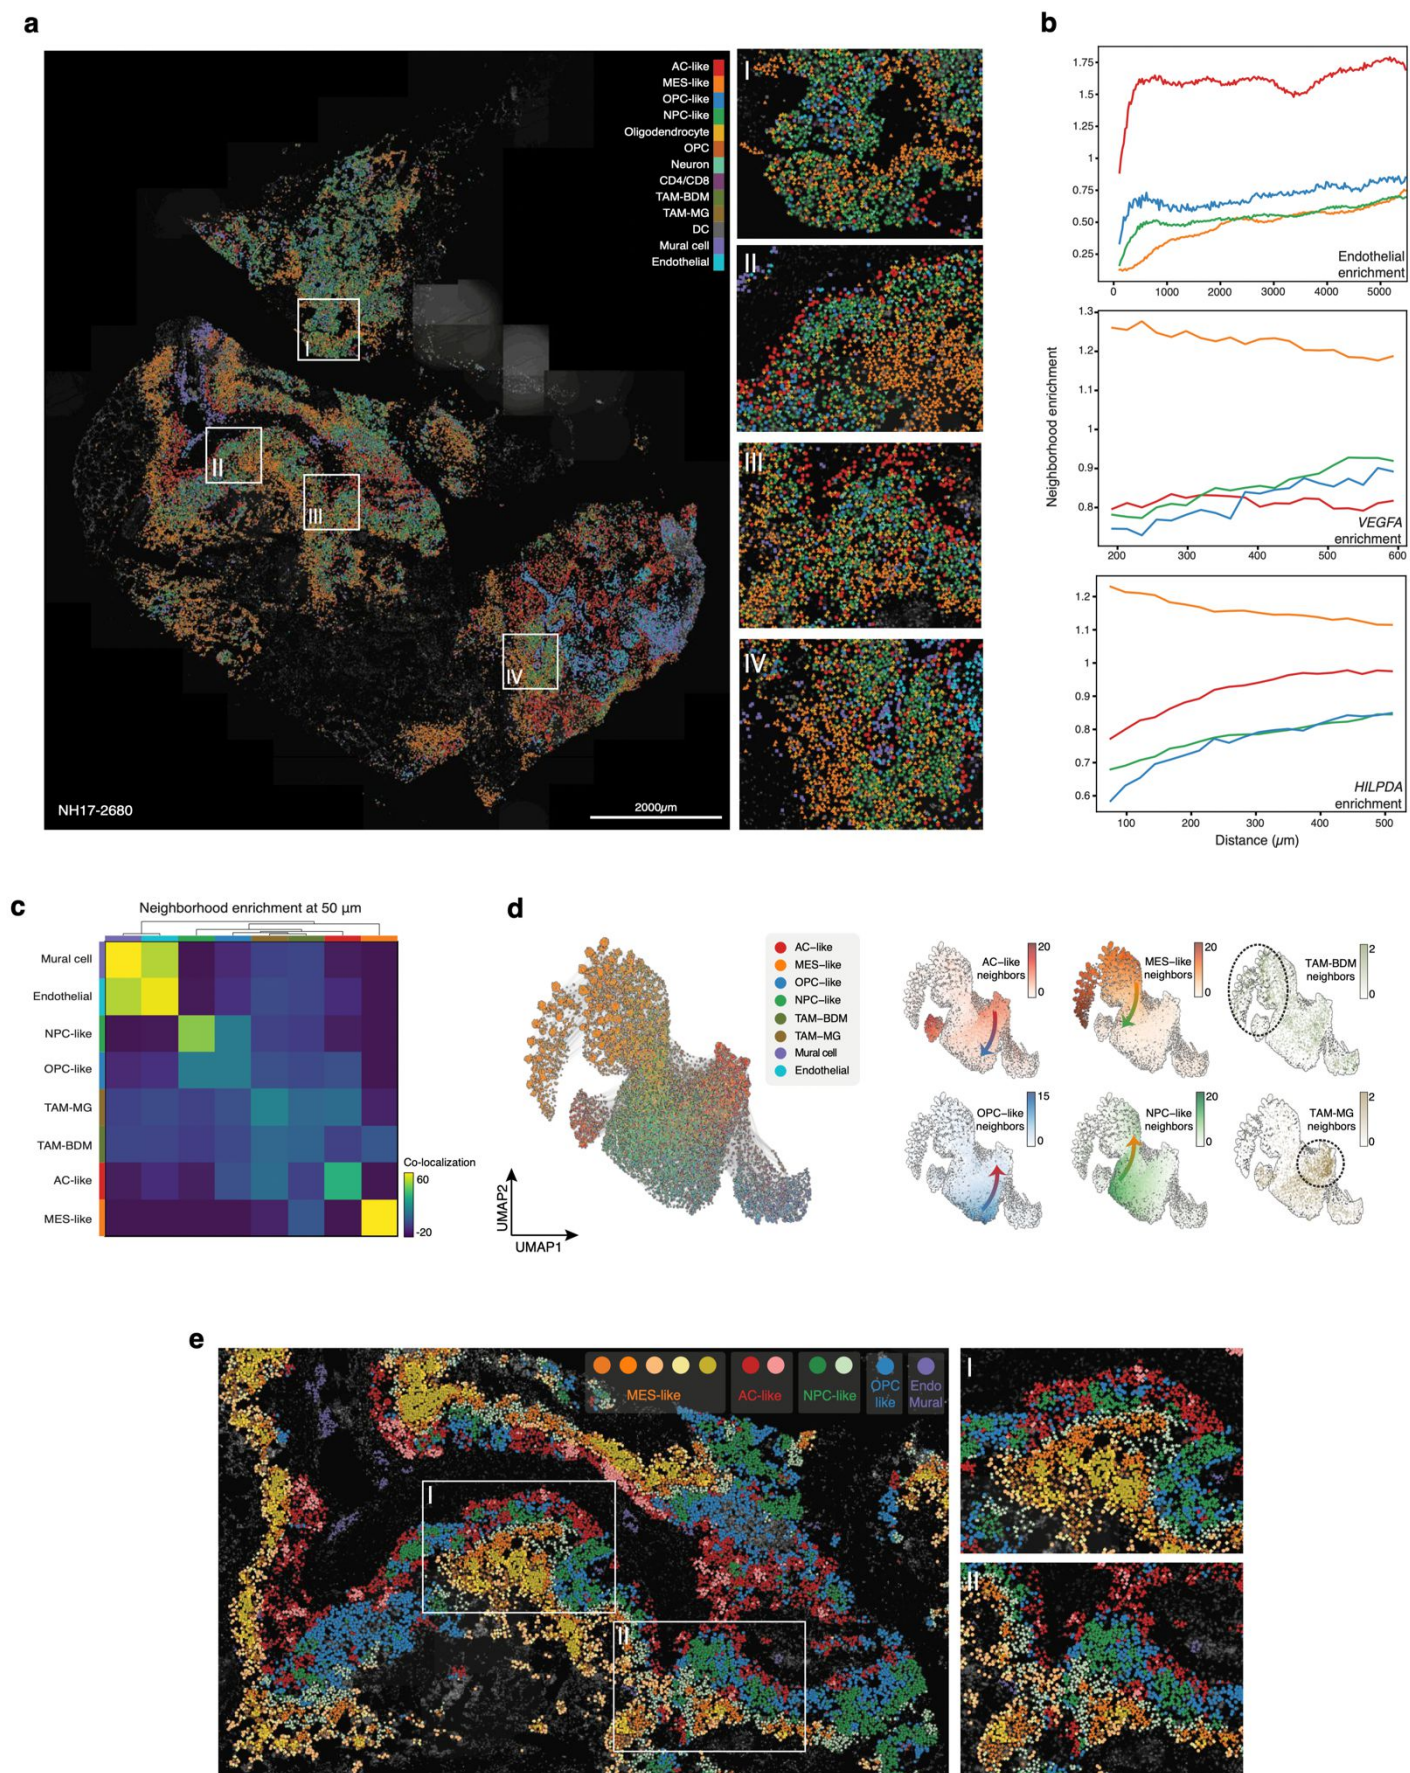 a
AC-like
MES-like
OPC-like
NPC-like
Oligodendrocyte
OPC
Neuron
CD4/CD8
TAM-BDM
TAM-MG
DC
Mural cell
Endothelial
I
II
III
IV
NH17-2680
2000µm
I
II
III
IV
b
Neighborhood enrichment
1.75
1.5
1.25
1
0.75
0.50
0.25
0 1000 2000 3000 4000 5000
Endothelial
enrichment
1.3
1.2
1.1
1
0.9
0.8
200 300 400 500 600
VEGFA
enrichment
1.2
1.1
1
0.9
0.8
0.7
0.6
100 200 300 400 500
HILPDA
enrichment
Distance (µm)
c
Neighborhood enrichment at 50 µm
Mural cell
Endothelial
NPC-like
OPC-like
TAM-MG
TAM-BDM
AC-like
MES-like
Co-localization
60
-20
d
UMAP2
UMAP1
AC–like
MES–like
OPC–like
NPC–like
TAM–BDM
TAM–MG
Mural cell
Endothelial
AC-like
neighbors
20
0
MES-like
neighbors
20
0
TAM-BDM
neighbors
2
0
OPC-like
neighbors
15
0
NPC-like
neighbors
20
0
TAM-MG
neighbors
2
0
e
MES-like
AC-like
NPC-like
OPC
like
Endo
Mural
I
II
I
II